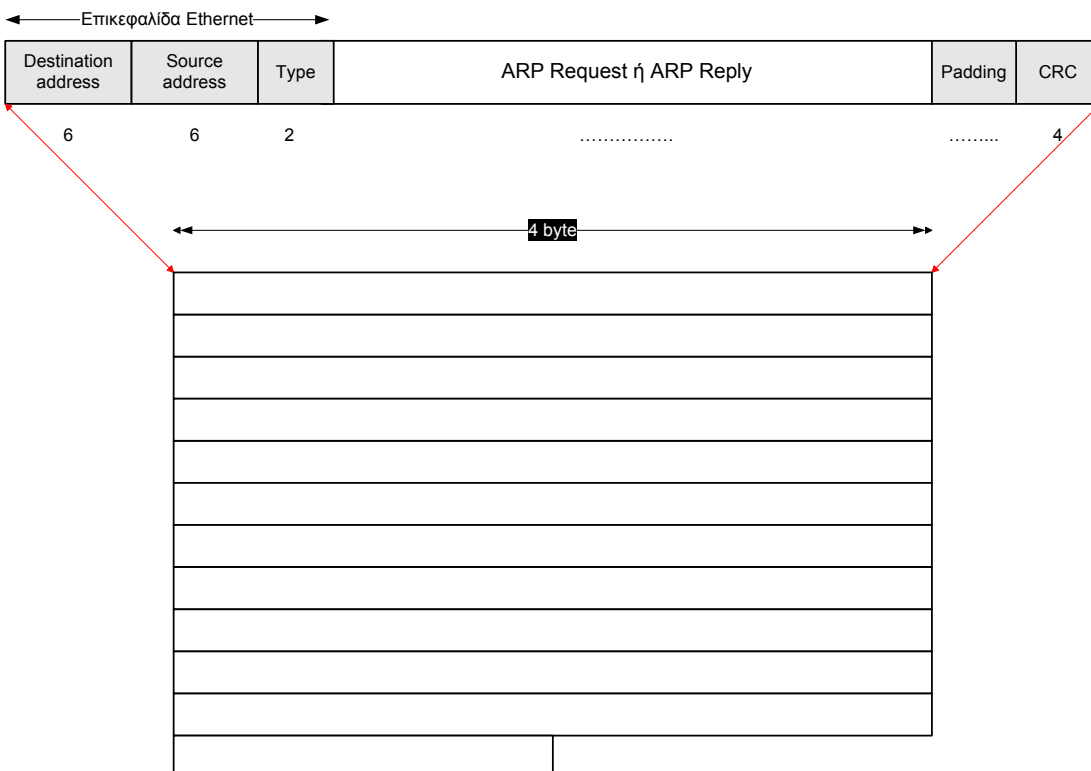 Επικεφαλίδα Ethernet
Destination address
Source address
Type
ARP Request ή ARP Reply
Padding
CRC
6
6
2
……………
……...
4
4 byte